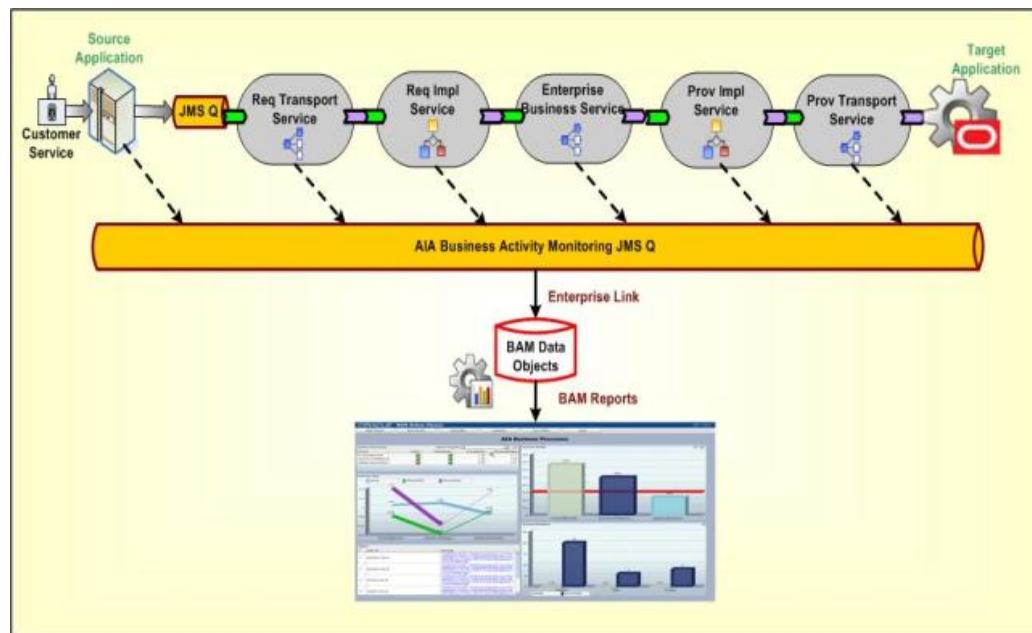 Source
Application
Customer
Service
JMS Q
Req Transport
Service
Req Impl
Service
Enterprise
Business Service
Prov Impl
Service
Prov Transport
Service
Target
Application
AIA Business Activity Monitoring JMS Q
Enterprise Link
BAM Data
Objects
BAM Reports
AIA Business Processes